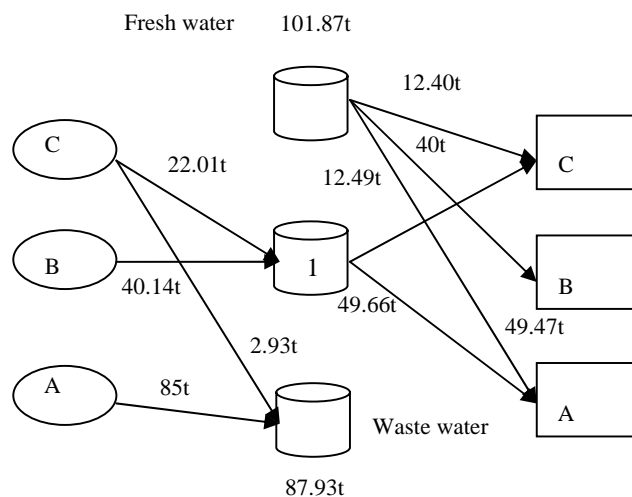 Fresh water 101.87t
12.40t
C
22.01t
40t
12.49t
C
B
40.14t
1
49.66t
B
49.47t
2.93t
A
85t
Waste water
A
87.93t